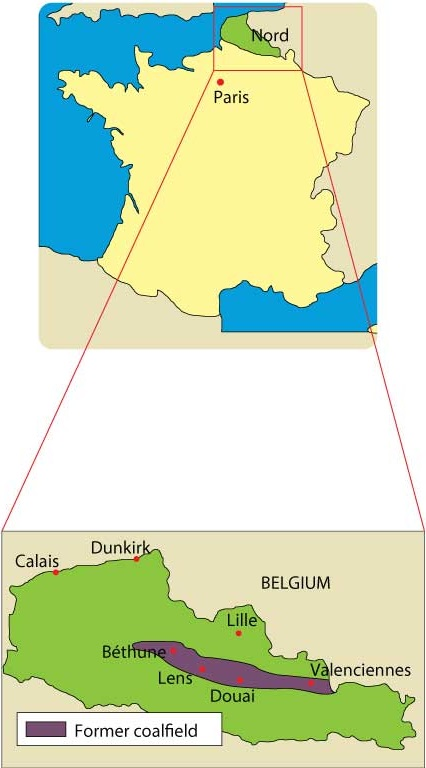 Nord
Paris
Calais
Dunkirk
BELGIUM
Lille
Béthune
Lens
Douai
Valenciennes
Former coalfield